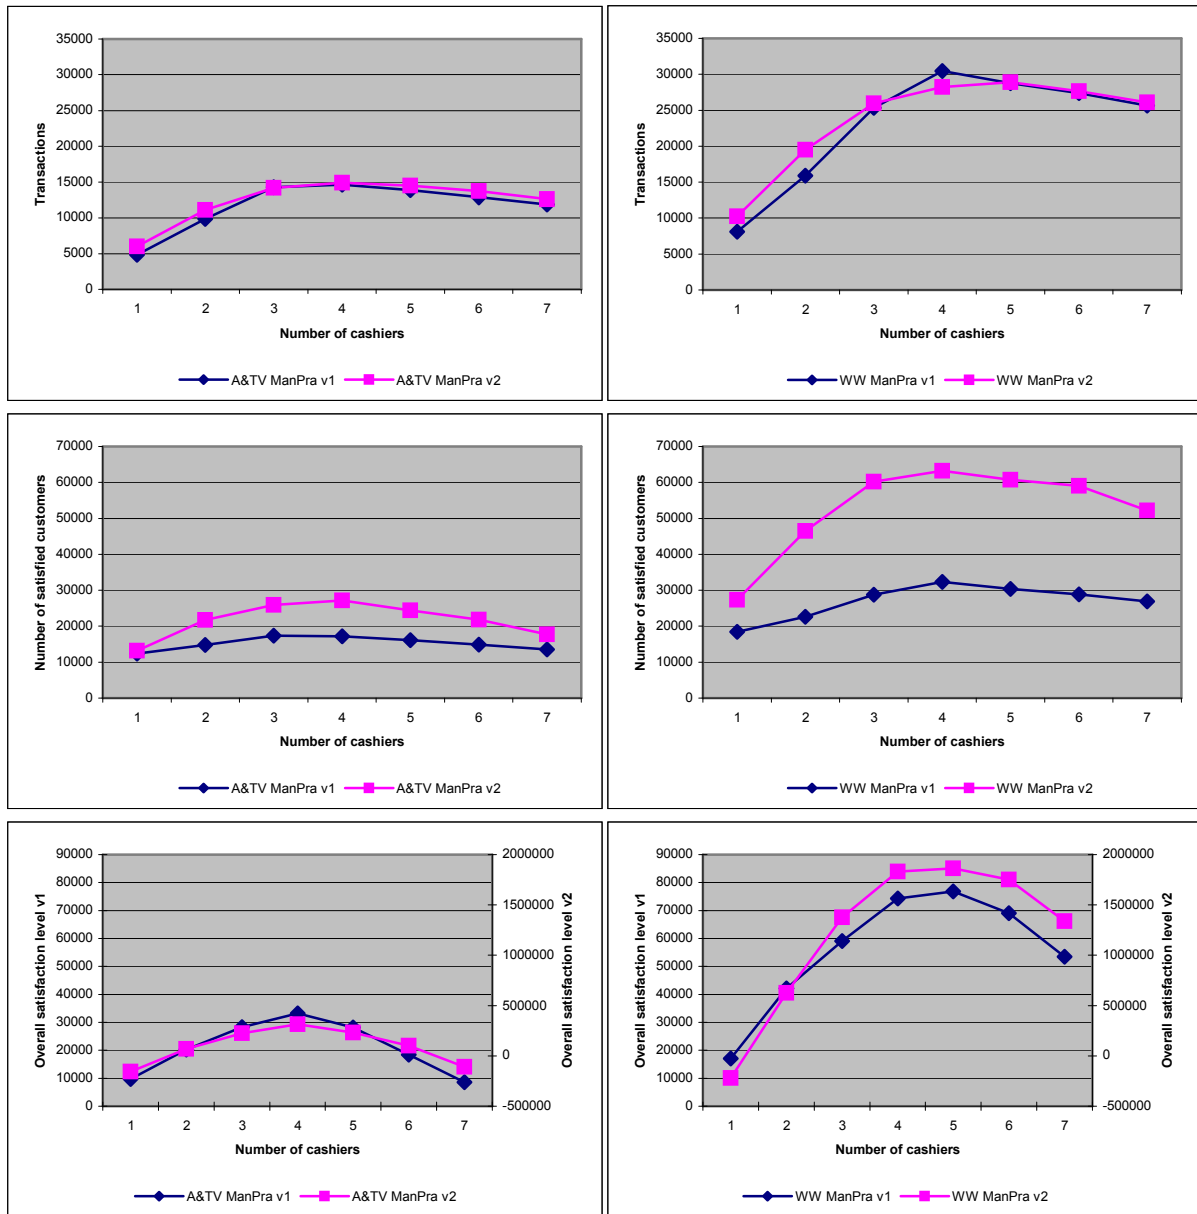 35000
30000
25000
20000
15000
10000
5000
0
Transactions
1 2 3 4 5 6 7
Number of cashiers
A&TV ManPra v1 A&TV ManPra v2
35000
30000
25000
20000
15000
10000
5000
0
Transactions
1 2 3 4 5 6 7
Number of cashiers
WW ManPra v1 WW ManPra v2
70000
60000
50000
40000
30000
20000
10000
0
Number of satisfied customers
1 2 3 4 5 6 7
Number of cashiers
A&TV ManPra v1 A&TV ManPra v2
70000
60000
50000
40000
30000
20000
10000
0
Number of satisfied customers
1 2 3 4 5 6 7
Number of cashiers
WW ManPra v1 WW ManPra v2
90000
80000
70000
60000
50000
40000
30000
20000
10000
0
Overall satisfaction level v1
2000000
1500000
1000000
500000
0
-500000
Overall satisfaction level v2
1 2 3 4 5 6 7
Number of cashiers
A&TV ManPra v1 A&TV ManPra v2
90000
80000
70000
60000
50000
40000
30000
20000
10000
0
Overall satisfaction level v1
2000000
1500000
1000000
500000
0
-500000
Overall satisfaction level v2
1 2 3 4 5 6 7
Number of cashiers
WW ManPra v1 WW ManPra v2